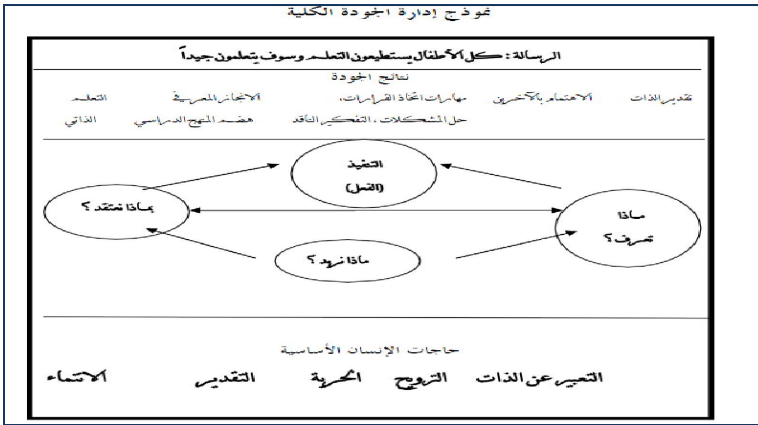 نموذج إدارة الجودة الكلية
الرسالة : كل الأطفال يستطيعون التعلم وسوف يتعلمون جيداً
نتائج الجودة
تقدير الذات الاهتمام بالآخرين مهارات اتخاذ القرارات، الانجاز المعرفي التعلم
حل المشكلات ، التفكير الناقد هضم المنهج الدراسي الذاتي
التنفيذ
(الفعل)
ماذا
تعرف ؟
بماذا نعتقد ؟
ماذا نريد ؟
حاجات الإنسان الأساسية
التعبير عن الذات الترويح الحرية التقدير الانتماء